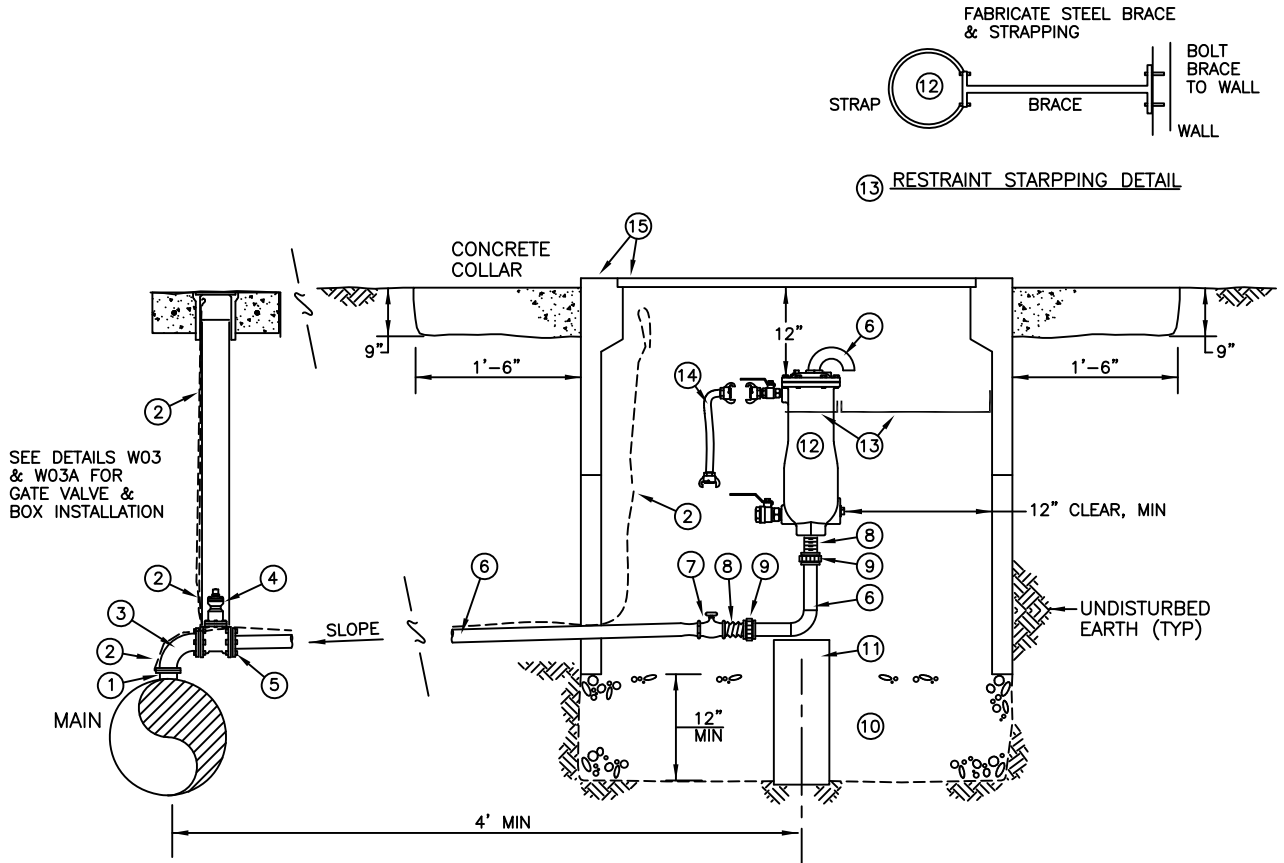 FABRICATE STEEL BRACE
& STRAPPING
BOLT
BRACE
TO WALL
12
STRAP
BRACE
WALL
13 RESTRAINT STARPPING DETAIL
15
CONCRETE
COLLAR
12"
6
9"
9"
1'-6"
1'-6"
14
2
12
13
SEE DETAILS W03
& W03A FOR
GATE VALVE &
BOX INSTALLATION
2
12" CLEAR, MIN
8
2
4
6
7
8
9
9
6
3
SLOPE
UNDISTURBED
EARTH (TYP)
2
11
1
5
MAIN
12"
MIN
10
4' MIN